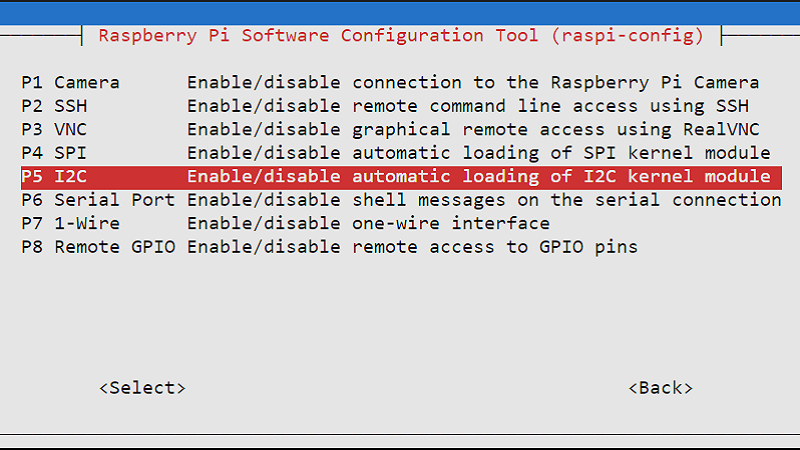 Raspberry Pi Software Configuration Tool (raspi-config)
P1 Camera Enable/disable connection to the Raspberry Pi Camera
P2 SSH Enable/disable remote command line access using SSH
P3 VNC Enable/disable graphical remote access using RealVNC
P4 SPI Enable/disable automatic loading of SPI kernel module
P5 I2C Enable/disable automatic loading of I2C kernel module
P6 Serial Port Enable/disable shell messages on the serial connection
P7 1-Wire Enable/disable one-wire interface
P8 Remote GPIO Enable/disable remote access to GPIO pins
<Select> <Back>